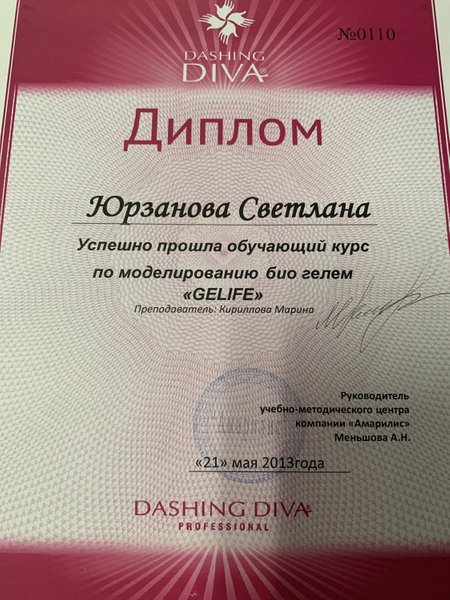 №0110
DASHING
DIVA
Диплом
Юрзанова Светлана
Успешно прошла обучающий курс
по моделированию био гелем
«GELIFE»
Преподаватель: Кириллова Марина
Руководитель
учебно-методического центра
компании «Амарилис»
Меньшова А.Н.
«21» мая 2013года
DASHING DIVA
PROFESSIONAL